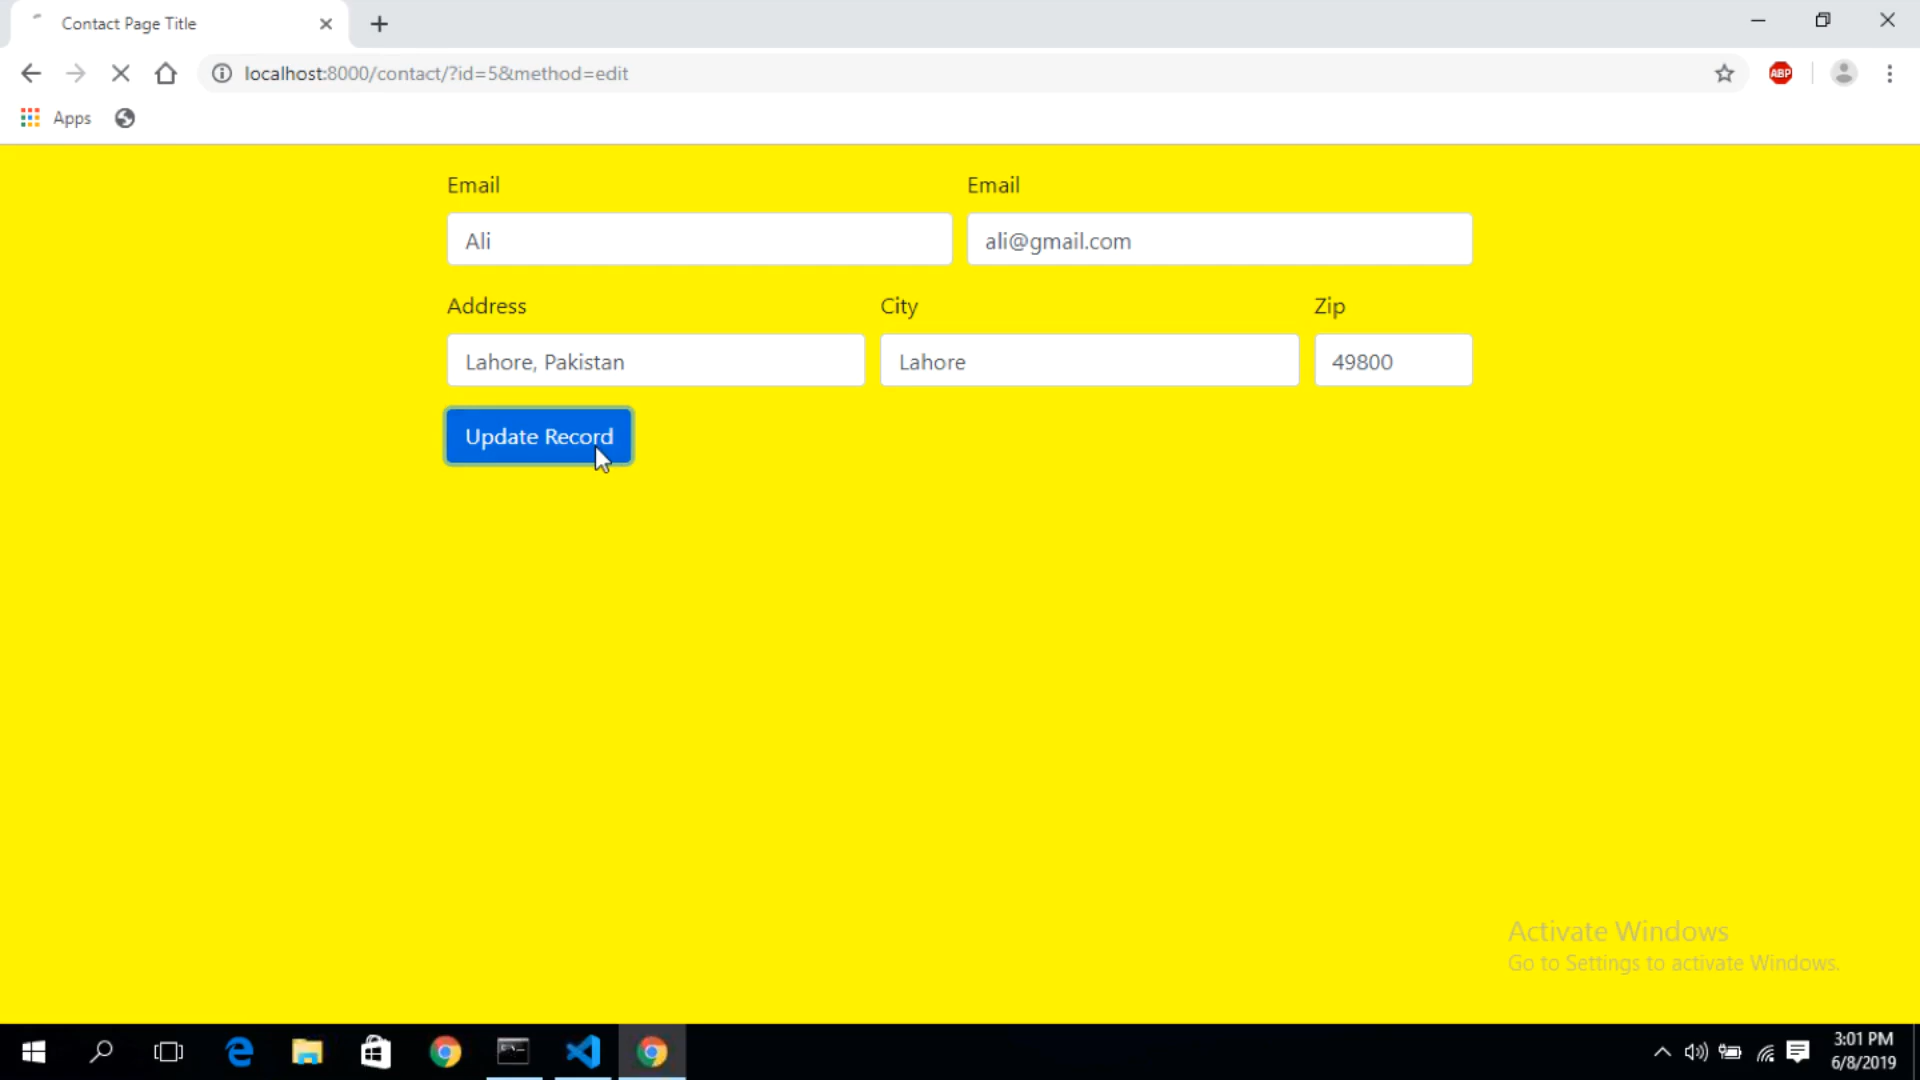 Contact Page Title
localhost:8000/contact/?id=5&method=edit
ABP
Apps
Email Email
Ali ali@gmail.com
Address City Zip
Lahore, Pakistan Lahore 49800
Update Record
Activate Windows
Go to Settings to activate Windows.
3:01 PM
6/8/2019